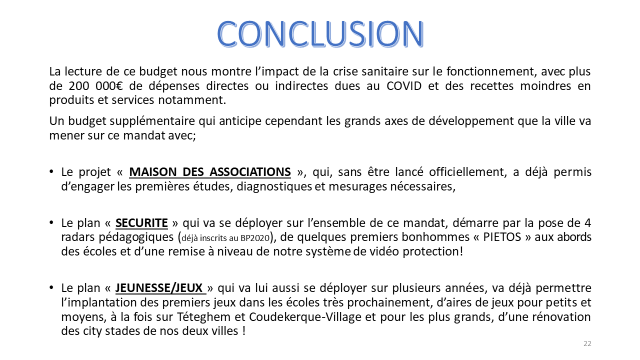 CONCLUSION
La lecture de ce budget nous montre l’impact de la crise sanitaire sur le fonctionnement, avec plus
de 200 000€ de dépenses directes ou indirectes dues au COVID et des recettes moindres en
produits et services notamment.
Un budget supplémentaire qui anticipe cependant les grands axes de développement que la ville va
mener sur ce mandat avec;
• Le projet « MAISON DES ASSOCIATIONS », qui, sans être lancé officiellement, a déjà permis
d’engager les premières études, diagnostiques et mesurages nécessaires,
• Le plan « SECURITE » qui va se déployer sur l’ensemble de ce mandat, démarre par la pose de 4
radars pédagogiques (déjà inscrits au BP2020), de quelques premiers bonhommes « PIETOS » aux abords
des écoles et d’une remise à niveau de notre système de vidéo protection!
• Le plan « JEUNESSE/JEUX » qui va lui aussi se déployer sur plusieurs années, va déjà permettre
l’implantation des premiers jeux dans les écoles très prochainement, d’aires de jeux pour petits et
moyens, à la fois sur Téteghem et Coudekerque-Village et pour les plus grands, d’une rénovation
des city stades de nos deux villes !
22